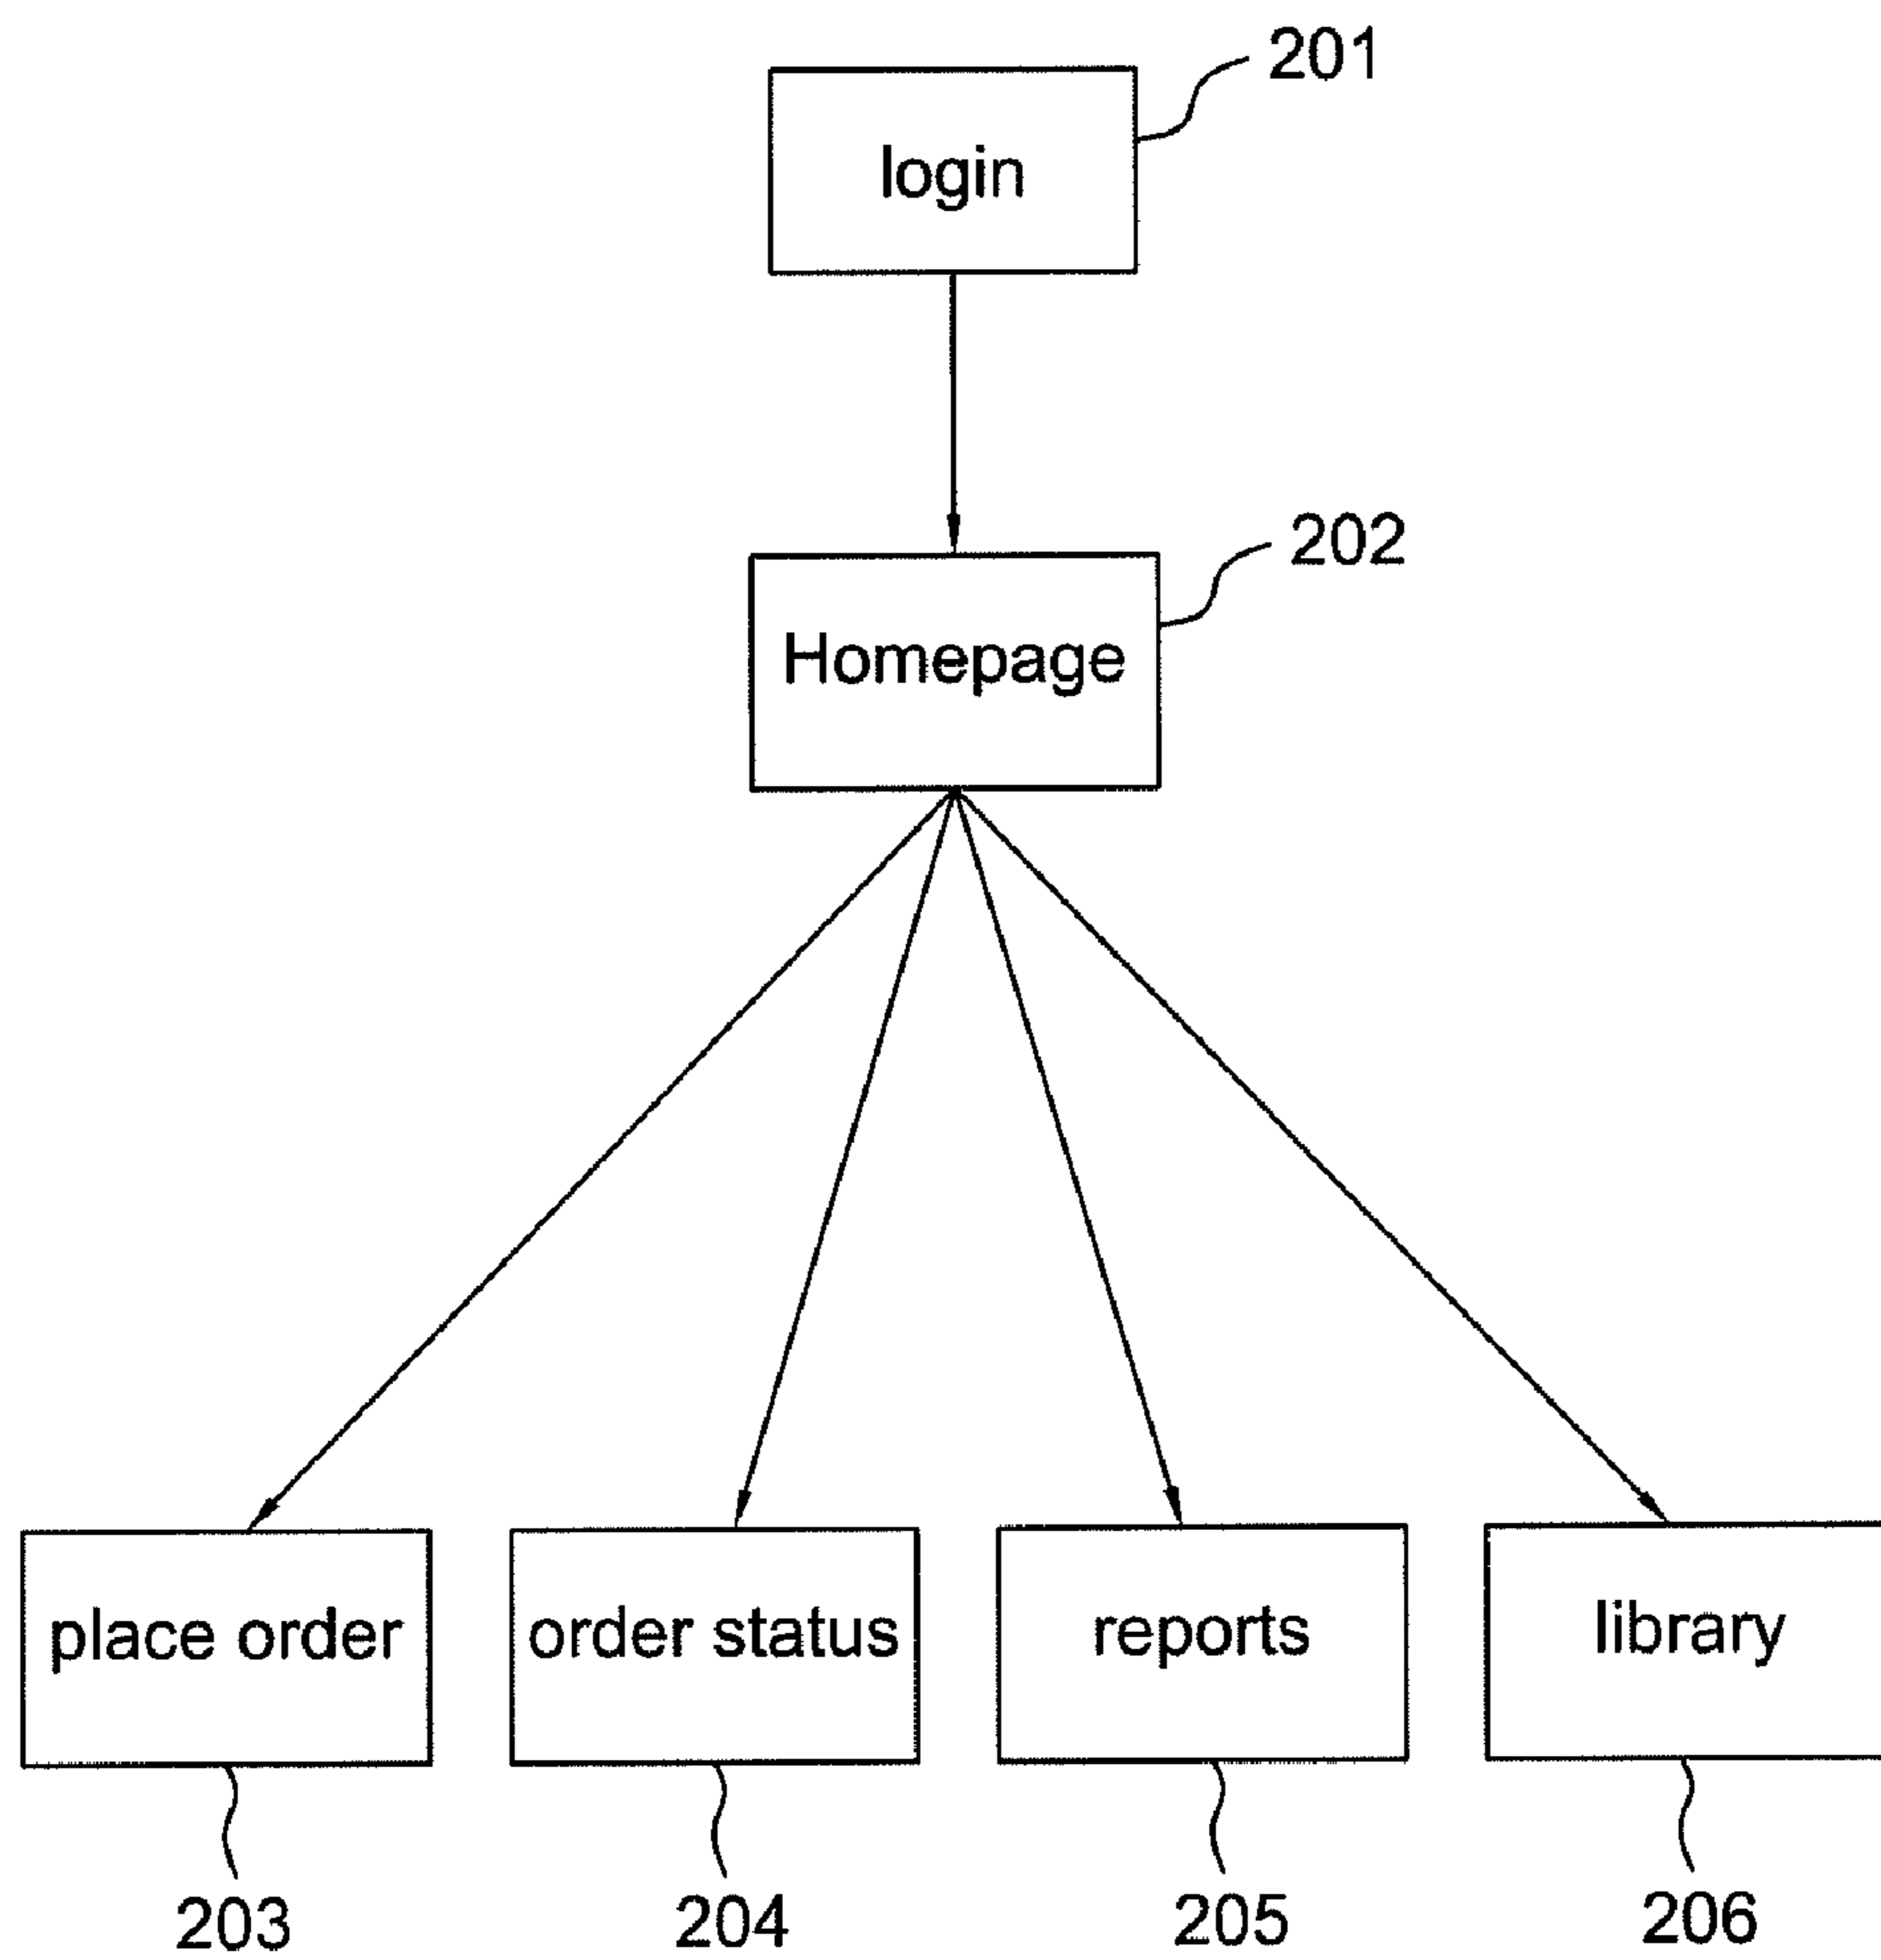 201
login
202
Homepage
place order
order status
reports
library
203
204
205
206